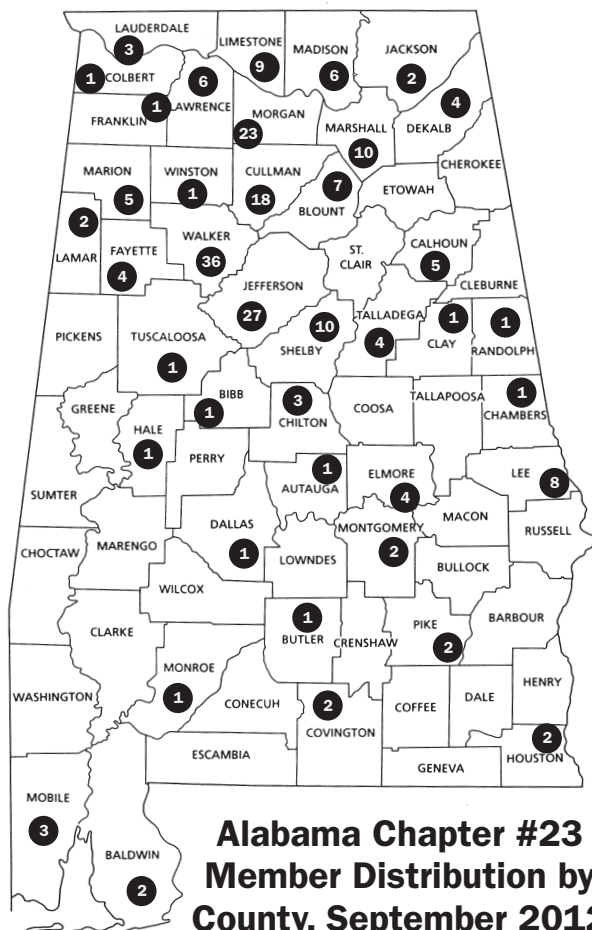 LAUDERDALE
3
LIMESTONE
9
MADISON
6
JACKSON
2
1
COLBERT
6
LAWRENCE
1
FRANKLIN
MORGAN
23
MARSHALL
10
4
DEKALB
CHEROKEE
MARION
5
WINSTON
1
CULLMAN
18
7
BLOUNT
ETOWAH
2
LAMAR
FAYETTE
4
WALKER
36
ST.
CLAIR
CALHOUN
5
CLEBURNE
JEFFERSON
27
PICKENS
TUSCALOOSA
1
10
SHELBY
TALLADEGA
4
1
CLAY
1
RANDOLPH
GREENE
HALE
1
BIBB
1
3
CHILTON
COOSA
TALLAPOOSA
1
CHAMBERS
PERRY
1
AUTAUGA
ELMORE
4
LEE
8
SUMTER
MACON
RUSSELL
DALLAS
1
MONTGOMERY
2
CHOCTAW
MARENGO
LOWNDES
BULLOCK
WILCOX
1
BUTLER
CRENSHAW
PIKE
2
BARBOUR
CLARKE
MONROE
1
HENRY
WASHINGTON
CONECUH
2
COVINGTON
COFFEE
DALE
2
HOUSTON
ESCAMBIA
GENEVA
MOBILE
3
BALDWIN
2
Alabama Chapter #23
Member Distribution by
County, September 2012